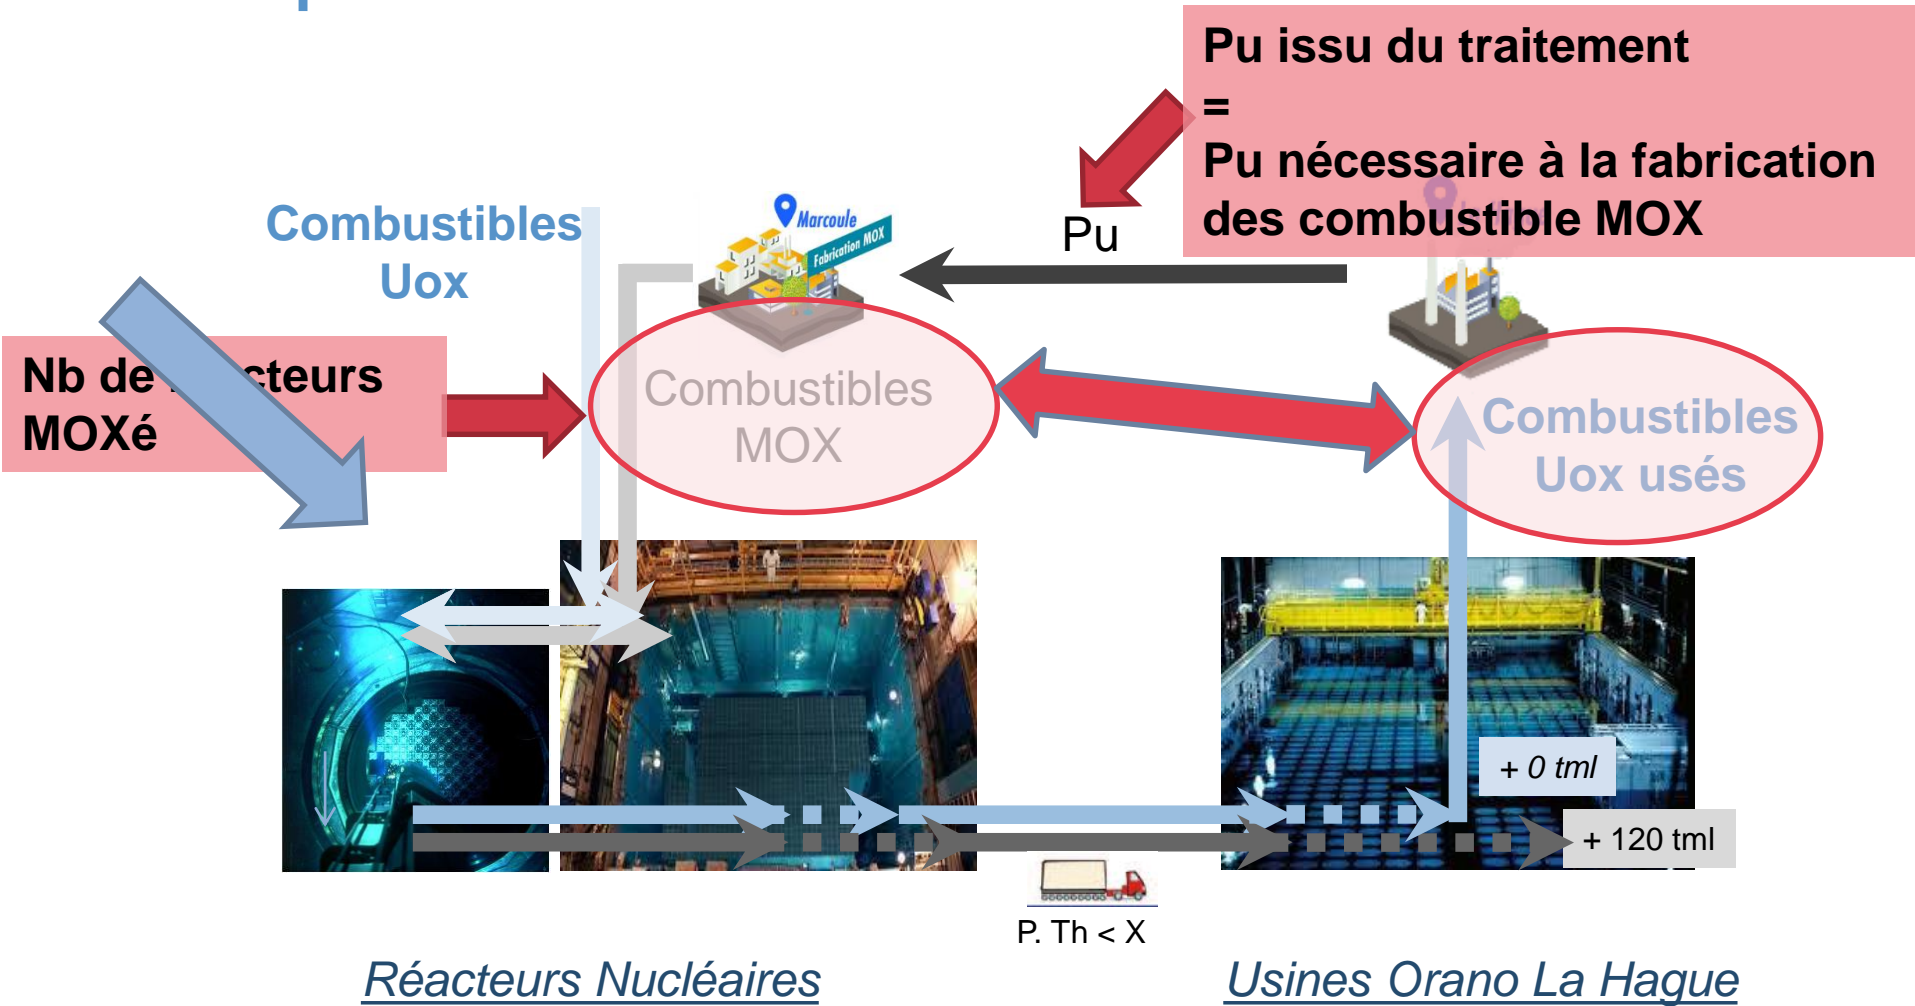 Pu issu du traitement
=
Pu nécessaire à la fabrication
des combustible MOX
Combustibles
Uox
Marcoule
Fabrication MOX
Pu
Nb de
MOXé
Combustibles
MOX
Combustibles
Uox usés
+ 0 tml
+ 120 tml
P. Th < X
Réacteurs Nucléaires
Usines Orano La Hague